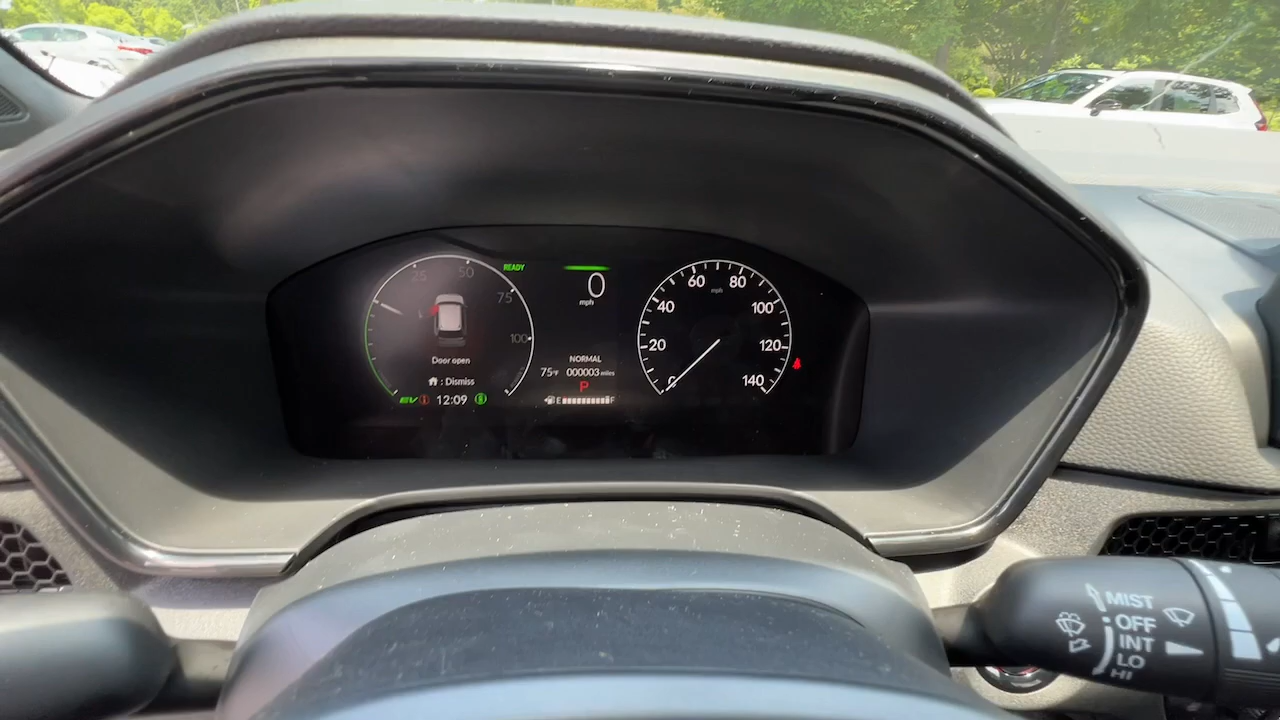 25 50 75 100
READY
Door open
: Dismiss
EV 12:09
0
mph
NORMAL
75°F 000003 miles
P
E F
0 20 40 60 80 100 120 140
mph
MIST
OFF
INT
LO
HI